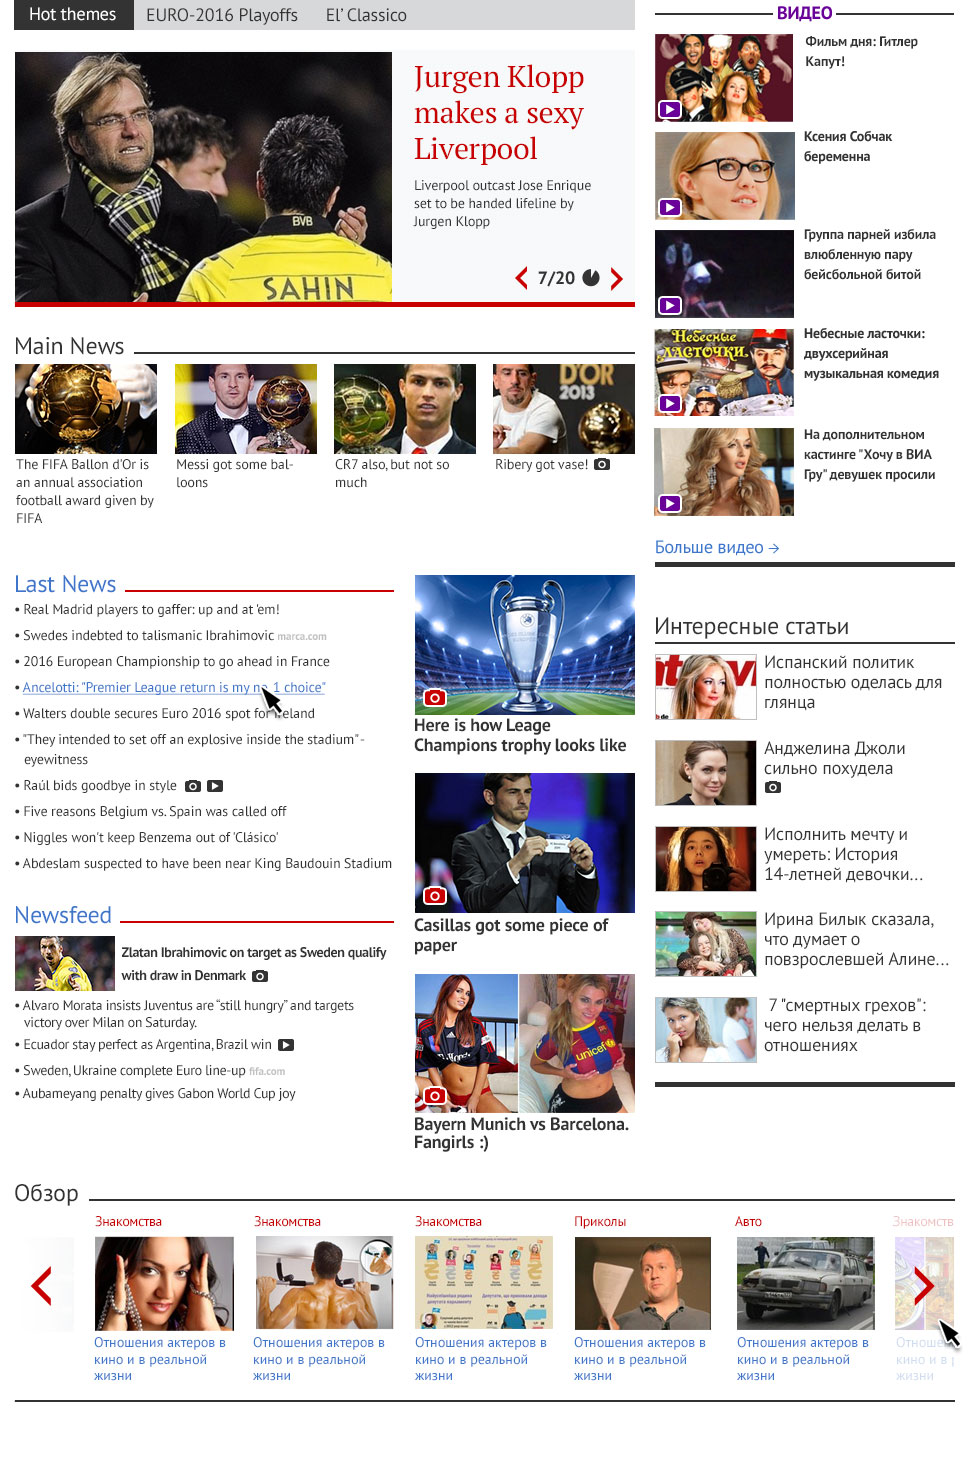 Hot themes
EURO-2016 Playoffs
El’ Classico
Jurgen Klopp
makes a sexy
Liverpool
Liverpool outcast Jose Enrique
set to be handed lifeline by
Jurgen Klopp
7/20
BVB
SAHIN
Main News
The FIFA Ballon d'Or is
an annual association
football award given by
FIFA
Messi got some bal-
loons
CR7 also, but not so
much
D'OR
2013
Ribery got vase!
Last News
• Real Madrid players to gaffer: up and at 'em!
• Swedes indebted to talismanic Ibrahimovic marca.com
• 2016 European Championship to go ahead in France
• Ancelotti: "Premier League return is my no 1 choice"
• Walters double secures Euro 2016 spot for Ireland
• "They intended to set off an explosive inside the stadium" -
eyewitness
• Raúl bids goodbye in style
• Five reasons Belgium vs. Spain was called off
• Niggles won't keep Benzema out of 'Clásico'
• Abdeslam suspected to have been near King Baudouin Stadium
Newsfeed
Zlatan Ibrahimovic on target as Sweden qualify
with draw in Denmark
• Alvaro Morata insists Juventus are “still hungry” and targets
victory over Milan on Saturday.
• Ecuador stay perfect as Argentina, Brazil win
• Sweden, Ukraine complete Euro line-up fifa.com
• Aubameyang penalty gives Gabon World Cup joy
Here is how Leage
Champions trophy looks like
Casillas got some piece of
paper
unicef
Bayern Munich vs Barcelona.
Fangirls :)
ВИДЕО
Фильм дня: Гитлер
Капут!
Ксения Собчак
беременна
Группа парней избила
влюбленную пару
бейсбольной битой
Небесные
ласточки
Небесные ласточки:
двухсерийная
музыкальная комедия
На дополнительном
кастинге "Хочу в ВИА
Гру" девушек просили
Больше видео →
Интересные статьи
Испанский политик
полностью оделась для
глянца
Анджелина Джоли
сильно похудела
Исполнить мечту и
умереть: История
14-летней девочки...
Ирина Билык сказала,
что думает о
повзрослевшей Алине...
7 "смертных грехов":
чего нельзя делать в
отношениях
Обзор
Знакомства
Отношения актеров в
кино и в реальной
жизни
Знакомства
Отношения актеров в
кино и в реальной
жизни
Знакомства
Отношения актеров в
кино и в реальной
жизни
Приколы
Отношения актеров в
кино и в реальной
жизни
Авто
Отношения актеров в
кино и в реальной
жизни
Знакомств
Отноше
кино и в р
жизни